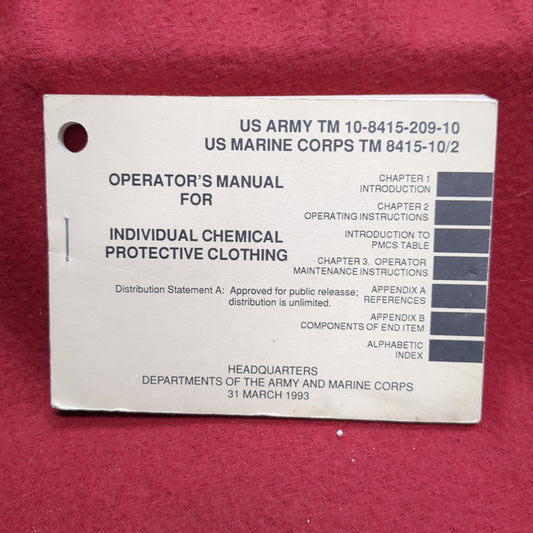 US ARMY TM 10-8415-209-10
US MARINE CORPS TM 8415-10/2
OPERATOR'S MANUAL
FOR
INDIVIDUAL CHEMICAL
PROTECTIVE CLOTHING
Distribution Statement A: Approved for public releasse;
distribution is unlimited.
CHAPTER 1
INTRODUCTION
CHAPTER 2
OPERATING INSTRUCTIONS
INTRODUCTION TO
PMCS TABLE
CHAPTER 3. OPERATOR
MAINTENANCE INSTRUCTIONS
APPENDIX A
REFERENCES
APPENDIX B
COMPONENTS OF END ITEM
ALPHABETIC
INDEX
HEADQUARTERS
DEPARTMENTS OF THE ARMY AND MARINE CORPS
31 MARCH 1993